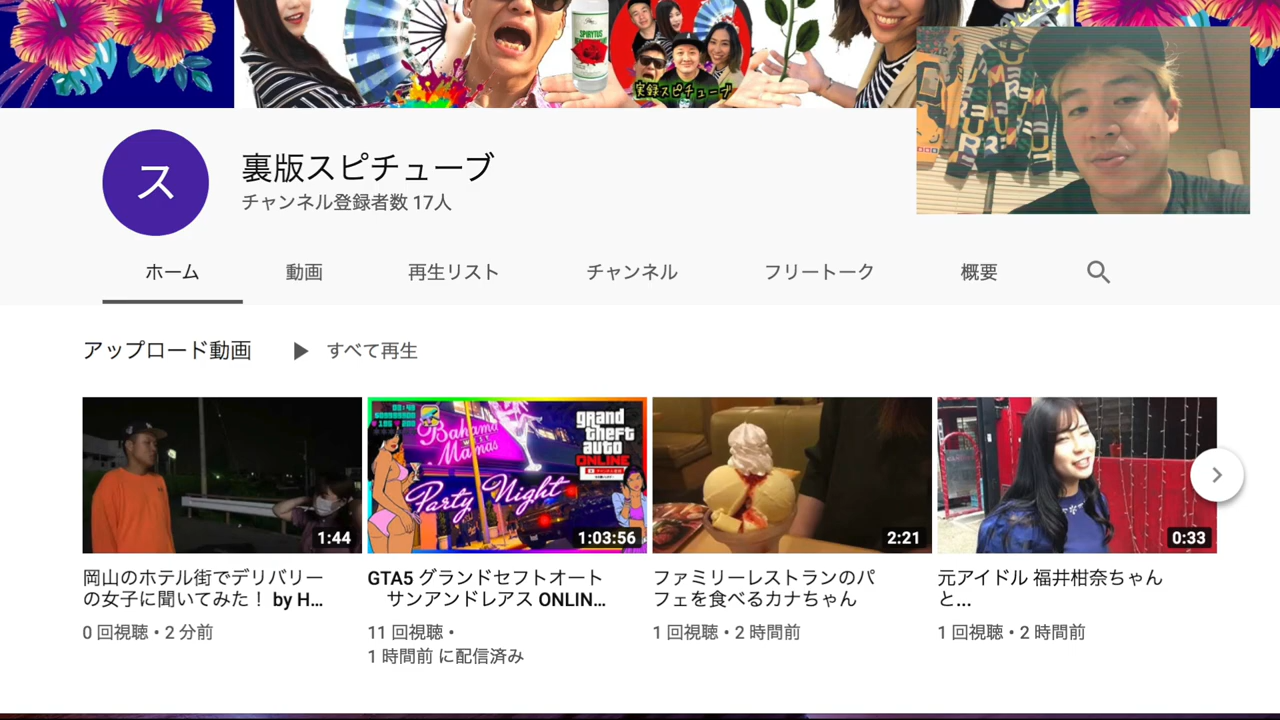 SPIRYTUS
実録スピチューブ
ス
裏版スピチューブ
チャンネル登録者数 17人
ホーム
動画
再生リスト
チャンネル
フリートーク
概要
アップロード動画
すべて再生
1:44
岡山のホテル街でデリバリー
の女子に聞いてみた！ by H...
0 回視聴・2 分前
Bahama
Mamas
Party Night
grand
theft
auto
ONLINE
1:03:56
GTA5 グランドセフトオート
サンアンドレアス ONLIN...
11 回視聴・
1 時間前 に配信済み
2:21
ファミリーレストランのパ
フェを食べるカナちゃん
1 回視聴・2 時間前
0:33
元アイドル 福井柑奈ちゃん
と...
1 回視聴・2 時間前